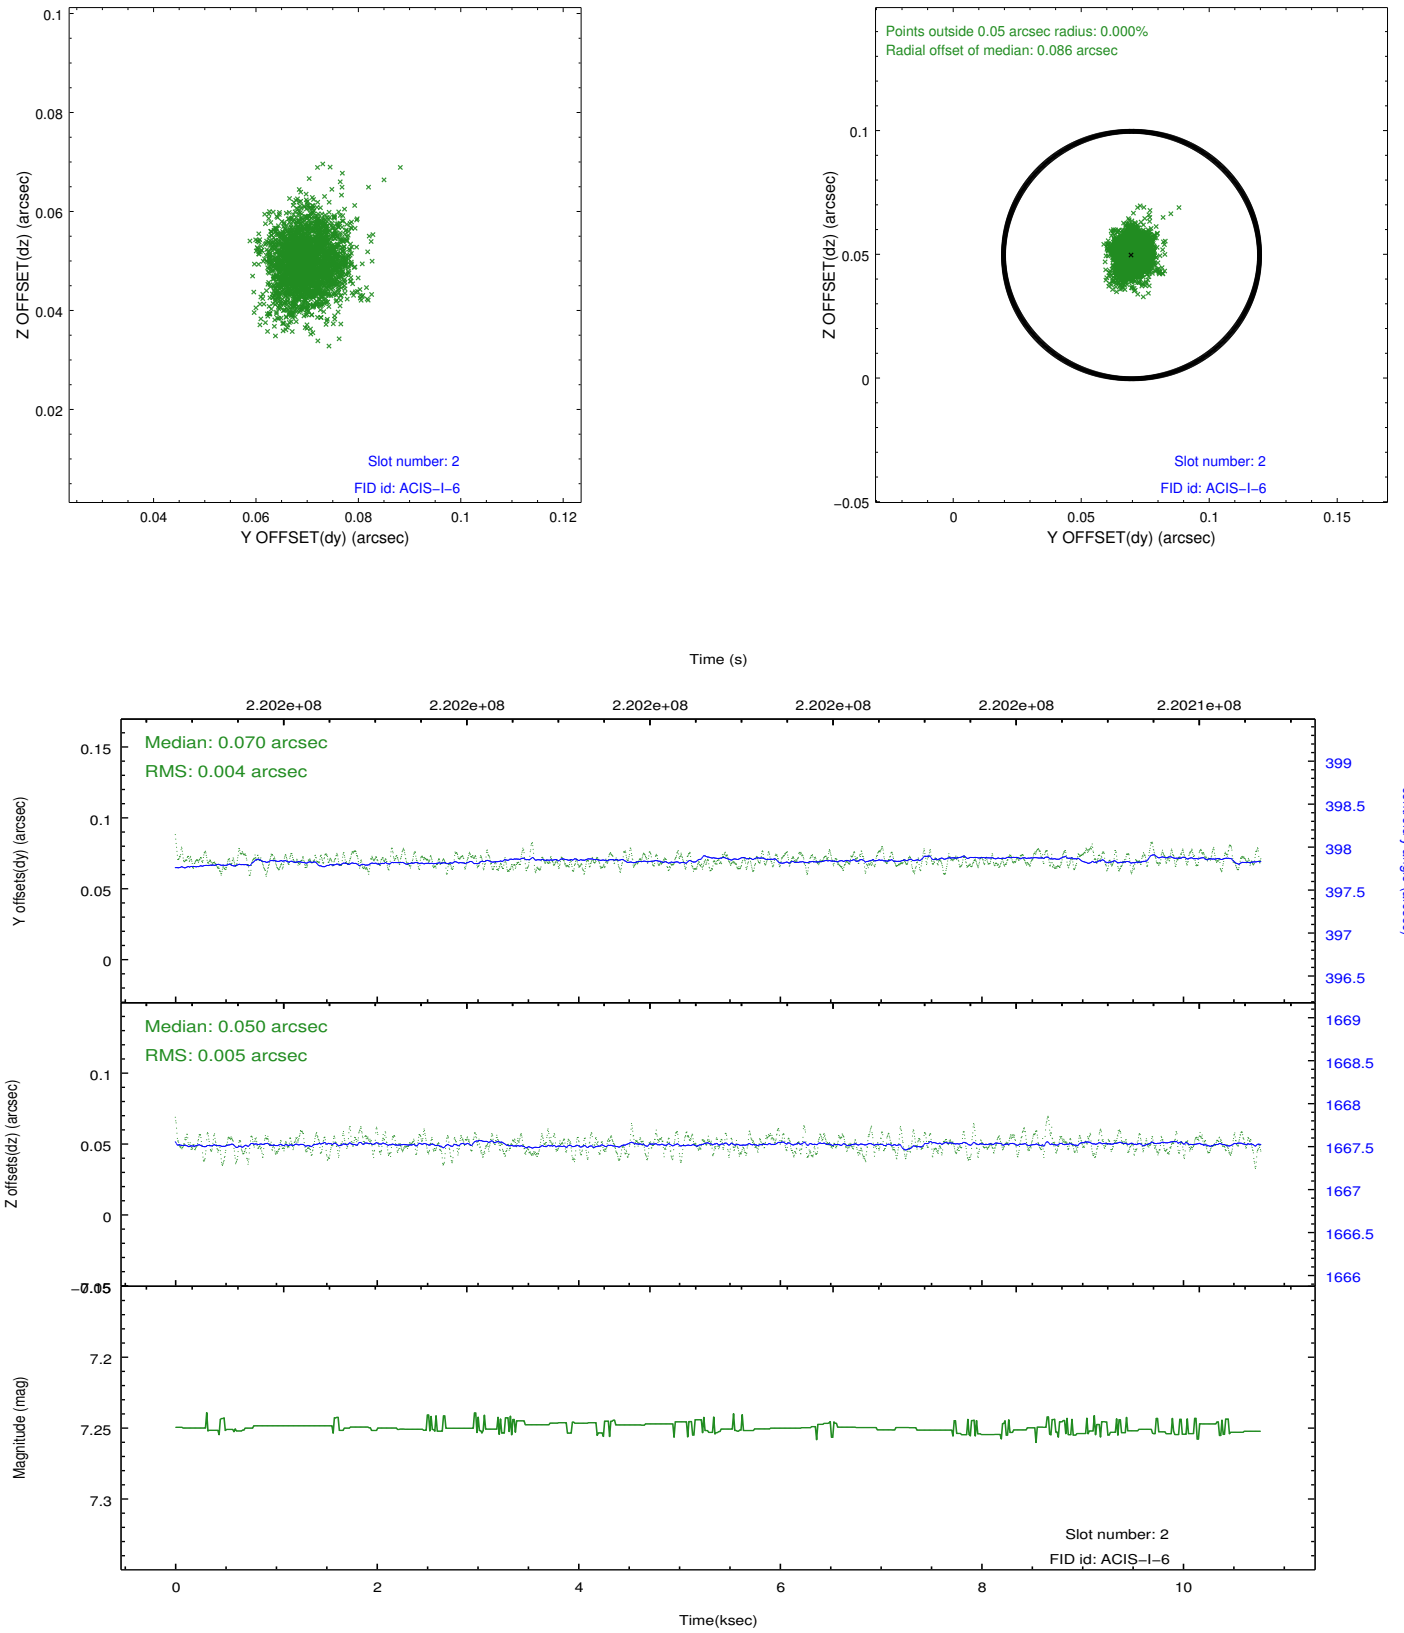 0.1
0.08
0.06
0.04
0.02
Z OFFSET(dz) (arcsec)
Slot number: 2
FID id: ACIS−I−6
0.04 0.06 0.08 0.1 0.12
Y OFFSET(dy) (arcsec)
Points outside 0.05 arcsec radius: 0.000%
Radial offset of median: 0.086 arcsec
0.1
0.05
0
−0.05
Z OFFSET(dz) (arcsec)
Slot number: 2
FID id: ACIS−I−6
0 0.05 0.1 0.15
Y OFFSET(dy) (arcsec)
Time (s)
2.202e+08 2.202e+08 2.202e+08 2.202e+08 2.202e+08 2.2021e+08
Median: 0.070 arcsec
RMS: 0.004 arcsec
0.15
0.1
0.05
0
Y offsets(dy) (arcsec)
399
398.5
398
397.5
397
396.5
Median: 0.050 arcsec
RMS: 0.005 arcsec
0.1
0.05
0
Z offsets(dz) (arcsec)
1669
1668.5
1668
1667.5
1667
1666.5
1666
7.2
7.25
7.3
Magnitude (mag)
Slot number: 2
FID id: ACIS−I−6
0 2 4 6 8 10
Time(ksec)